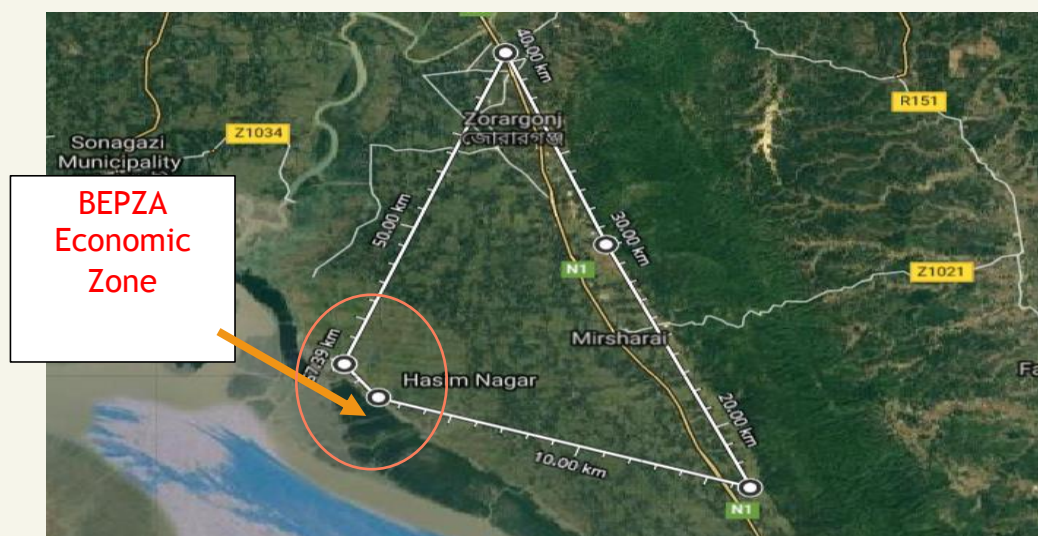 40.00 km
Zorargonj
জোরারগঞ্জ
R151
Z1034
Sonagazi
Municipality
BEPZA
Economic
Zone
50.00 km
30.00 km
N1
Z1021
Mirsharai
Hasim Nagar
20.00 km
10.00 km
N1